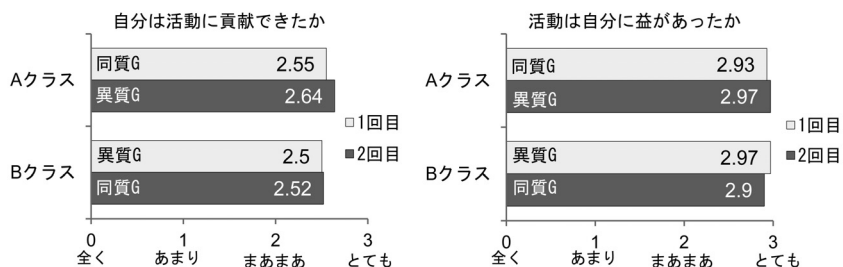 自分は活動に貢献できたか
Aクラス
同質G 2.55
異質G 2.64
Bクラス
異質G 2.5
同質G 2.52
1回目
2回目
0 1 2 3
全く あまり まあまあ とても
活動は自分に益があったか
Aクラス
同質G 2.93
異質G 2.97
Bクラス
異質G 2.97
同質G 2.9
1回目
2回目
0 1 2 3
全く あまり まあまあ とても